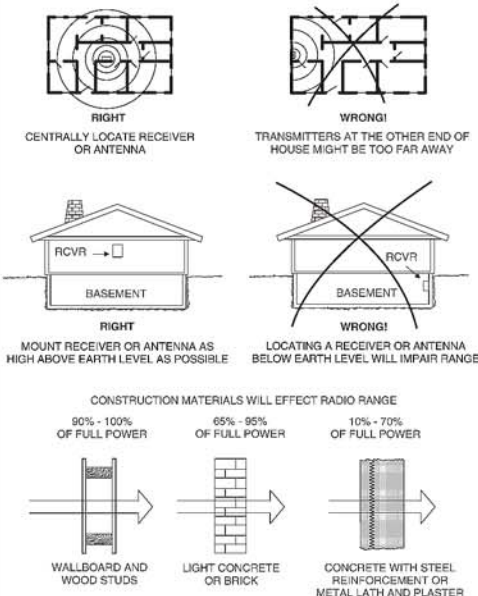 RIGHT
CENTRALLY LOCATE RECEIVER
OR ANTENNA
WRONG!
TRANSMITTERS AT THE OTHER END OF
HOUSE MIGHT BE TOO FAR AWAY
RCVR
BASEMENT
RIGHT
MOUNT RECEIVER OR ANTENNA AS
HIGH ABOVE EARTH LEVEL AS POSSIBLE
RCVR
BASEMENT
WRONG!
LOCATING A RECEIVER OR ANTENNA
BELOW EARTH LEVEL WILL IMPAIR RANGE
CONSTRUCTION MATERIALS WILL EFFECT RADIO RANGE
90% - 100%
OF FULL POWER
65% - 95%
OF FULL POWER
10% - 70%
OF FULL POWER
WALLBOARD AND
WOOD STUDS
LIGHT CONCRETE
OR BRICK
CONCRETE WITH STEEL
REINFORCEMENT OR
METAL LATH AND PLASTER